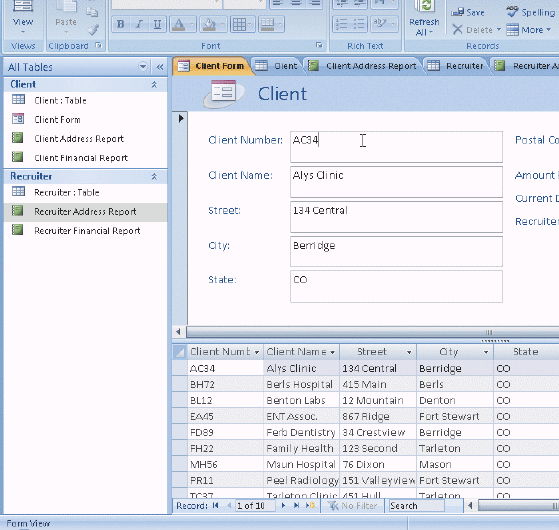 View
Paste
B I U
A
Refresh All
Save
Delete
Spelling
More
Views
Clipboard
Font
Rich Text
Records
All Tables
«
Client Form
Client
Client Address Report
Recruiter
Recruiter A
Client
Client : Table
Client Form
Client Address Report
Client Financial Report
Recruiter
Recruiter : Table
Recruiter Address Report
Recruiter Financial Report
Client
Client Number: AC34
Postal Co
Client Name: Alys Clinic
Amount
Current D
Street: 134 Central
Recruiter
City: Berridge
State: CO
Client Numb Client Name Street City State
AC34 Alys Clinic 134 Central Berridge CO
BH72 Berls Hospital 415 Main Berls CO
BL12 Benton Labs 12 Mountain Denton CO
EA45 ENT Assoc. 867 Ridge Fort Stewart CO
FD89 Ferb Dentistry 34 Crestview Berridge CO
FH22 Family Health 123 Second Tarleton CO
MH56 Maun Hospital 76 Dixon Mason CO
PR11 Peel Radiology 151 Valleyview Fort Stewart CO
TC37 Tarleton Clinic 451 Hull Tarleton CO
Record: 1 of 10 No Filter Search
Form View